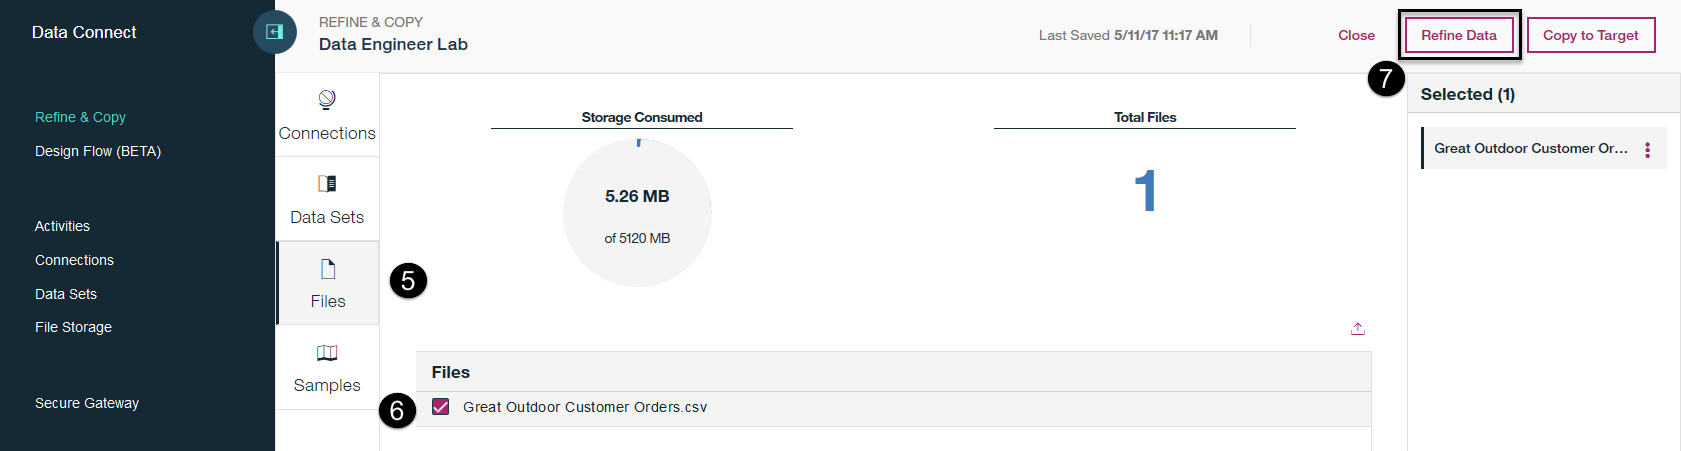 Data Connect
REFINE & COPY
Data Engineer Lab
Last Saved 5/11/17 11:17 AM
Close
Refine Data
Copy to Target
7
Refine & Copy
Design Flow (BETA)
Activities
Connections
Data Sets
File Storage
Secure Gateway
Connections
Data Sets
Files
5
Samples
Storage Consumed
5.26 MB
of 5120 MB
Total Files
1
Files
6
Great Outdoor Customer Orders.csv
Selected (1)
Great Outdoor Customer Or...